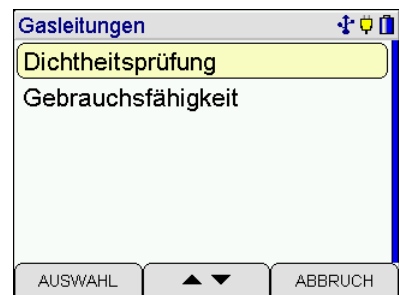 Gasleitungen
Dichtheitsprüfung
Gebrauchsfähigkeit
AUSWAHL ▲ ▼ ABBRUCH